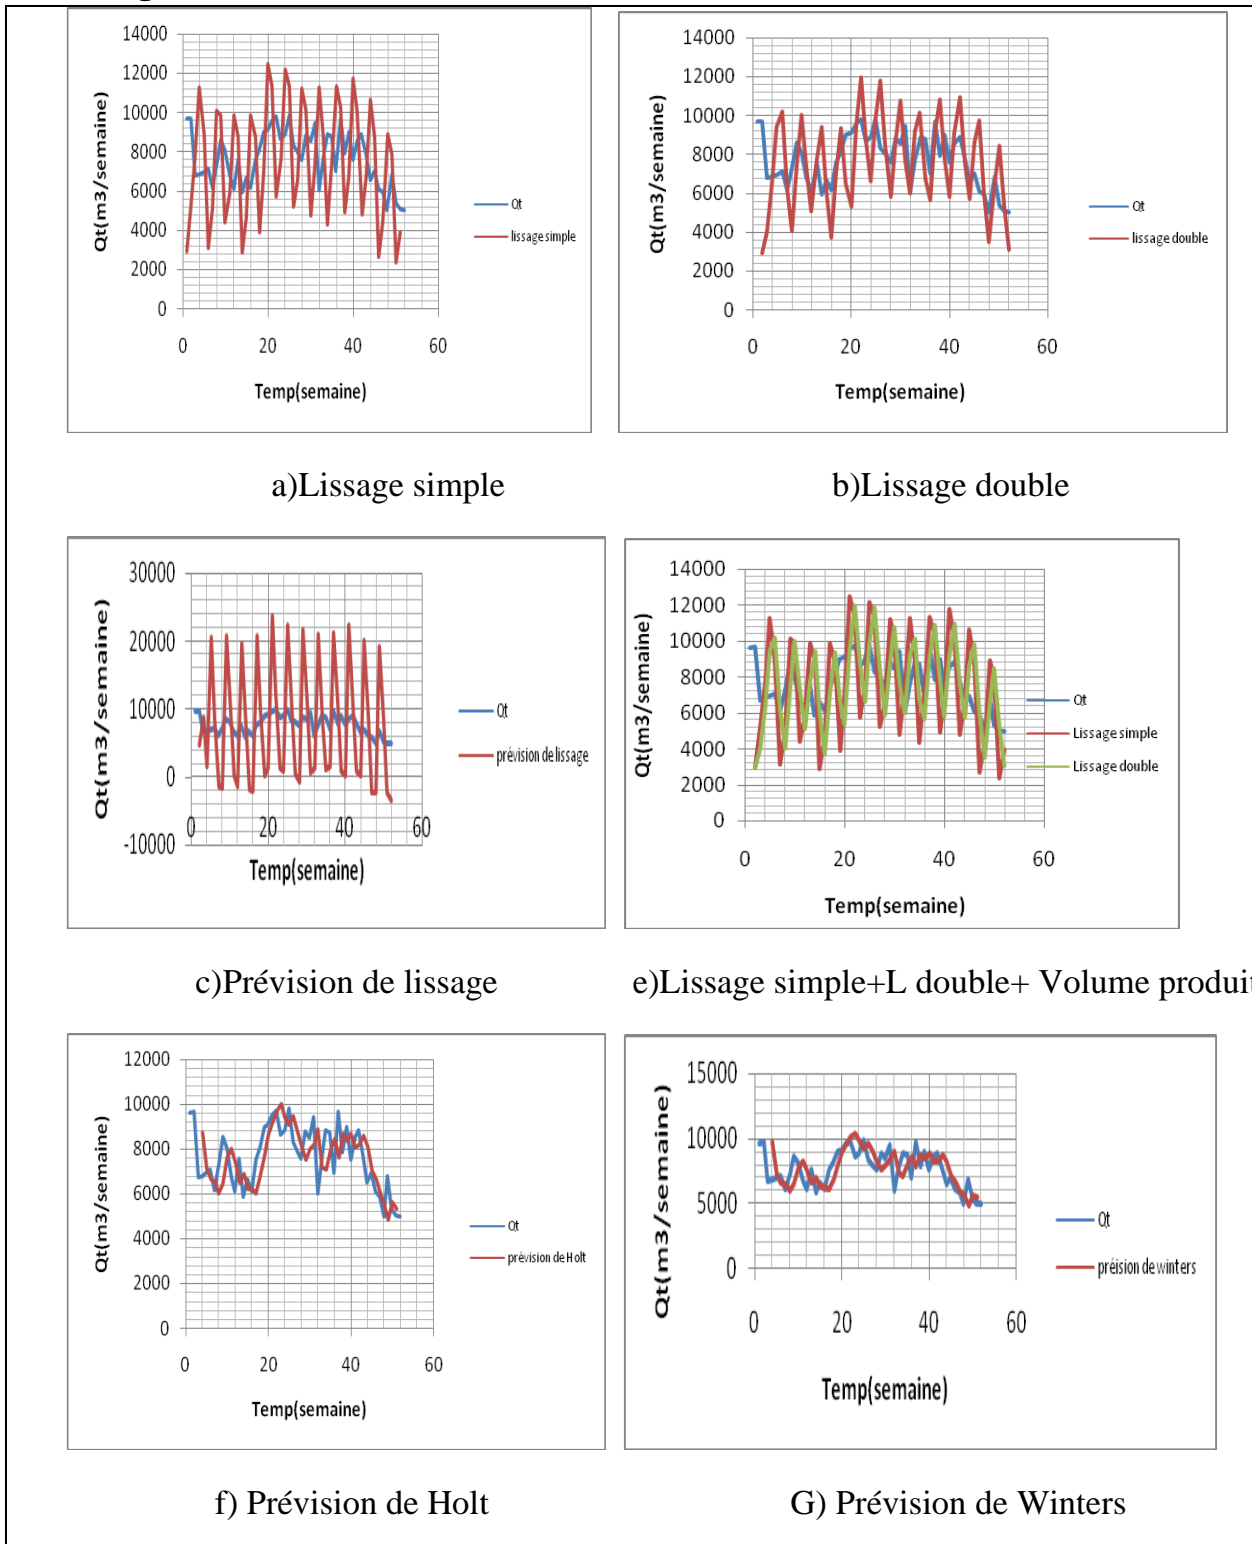 14000
12000
10000
8000
6000
4000
2000
0
0 20 40 60
Qt(m3/semaine)
Temp(semaine)
Qt
lissage simple
a)Lissage simple
14000
12000
10000
8000
6000
4000
2000
0
0 20 40 60
Qt(m3/semaine)
Temp(semaine)
Qt
lissage double
b)Lissage double
30000
20000
10000
0
-10000
0 20 40 60
Qt(m3/semaine)
Temp(semaine)
Qt
prévision de lissage
c)Prévision de lissage
14000
12000
10000
8000
6000
4000
2000
0
0 20 40 60
Qt(m3/semaine)
Temp(semaine)
Qt
Lissage simple
Lissage double
e)Lissage simple+L double+ Volume produit
12000
10000
8000
6000
4000
2000
0
0 20 40 60
Qt(m3/semaine)
Temp(semaine)
Qt
prévision de Holt
f) Prévision de Holt
15000
10000
5000
0
0 20 40 60
Qt(m3/semaine)
Temp(semaine)
Qt
préision de winters
G) Prévision de Winters